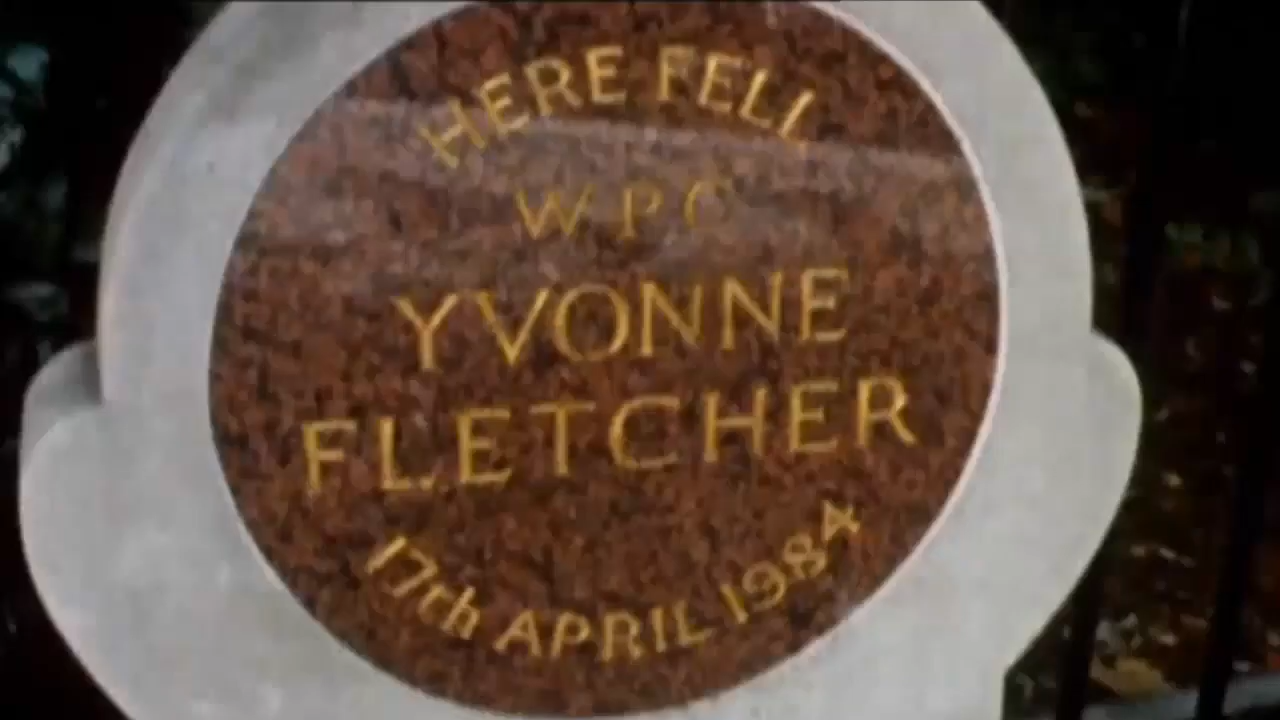 HERE FELL
WPC
YVONNE
FLETCHER
17th APRIL 1984